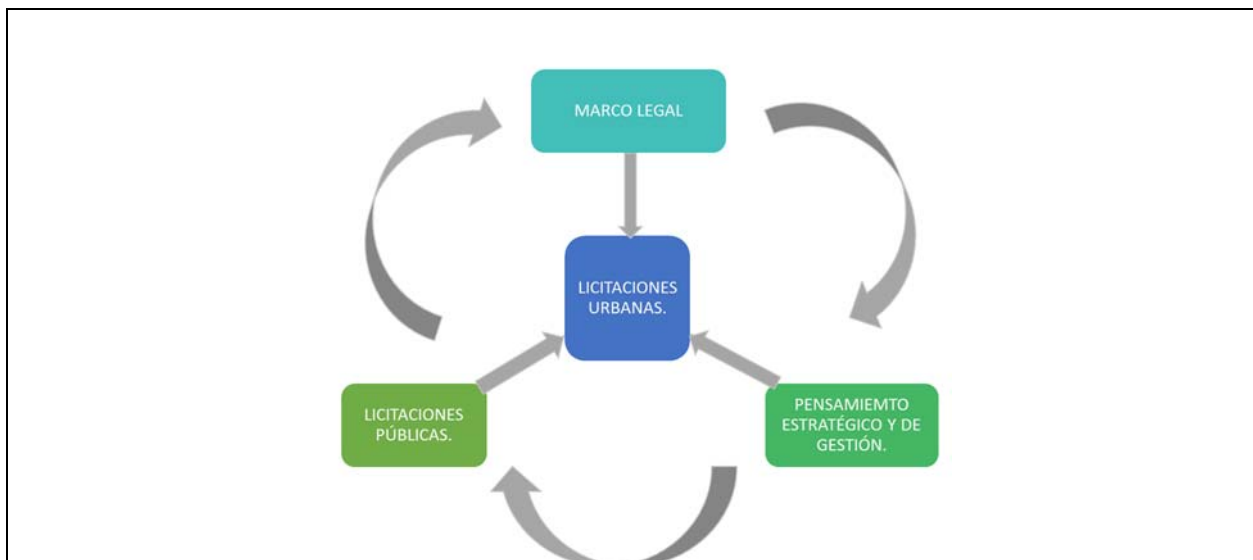 MARCO LEGAL
LICITACIONES
URBANAS.
LICITACIONES
PÚBLICAS.
PENSAMIEMTO
ESTRATÉGICO Y DE
GESTIÓN.